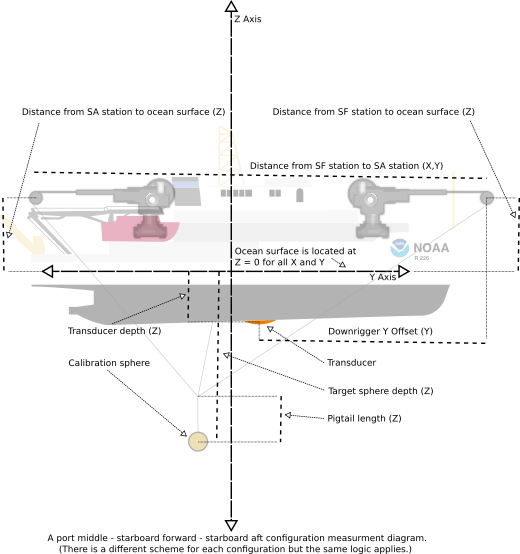 Z Axis
Distance from SA station to ocean surface (Z)
Distance from SF station to ocean surface (Z)
Distance from SF station to SA station (X,Y)
NOAA
R 226
Ocean surface is located at
Z = 0 for all X and Y
Y Axis
Transducer depth (Z)
Downrigger Y Offset (Y)
Calibration sphere
Transducer
Target sphere depth (Z)
Pigtail length (Z)
A port middle - starboard forward - starboard aft configuration measurment diagram.
(There is a different scheme for each configuration but the same logic applies.)